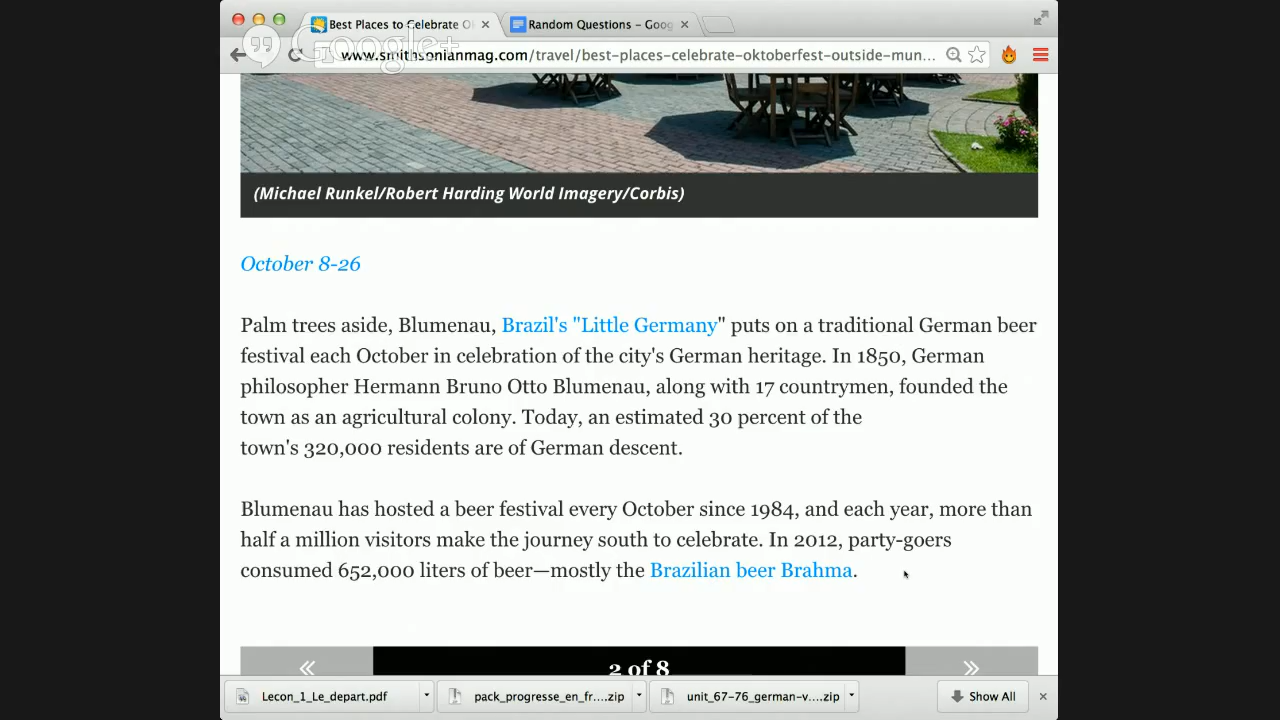 Best Places to Celebrate O
Random Questions – Goog
Google+
www.smithsonianmag.com/travel/best-places-celebrate-oktoberfest-outside-mun...
(Michael Runkel/Robert Harding World Imagery/Corbis)
October 8-26
Palm trees aside, Blumenau, Brazil's "Little Germany" puts on a traditional German beer
festival each October in celebration of the city's German heritage. In 1850, German
philosopher Hermann Bruno Otto Blumenau, along with 17 countrymen, founded the
town as an agricultural colony. Today, an estimated 30 percent of the
town's 320,000 residents are of German descent.
Blumenau has hosted a beer festival every October since 1984, and each year, more than
half a million visitors make the journey south to celebrate. In 2012, party-goers
consumed 652,000 liters of beer—mostly the Brazilian beer Brahma.
« 2 of 8 »
Lecon_1_Le_depart.pdf
pack_progresse_en_fr....zip
unit_67-76_german-v....zip
Show All